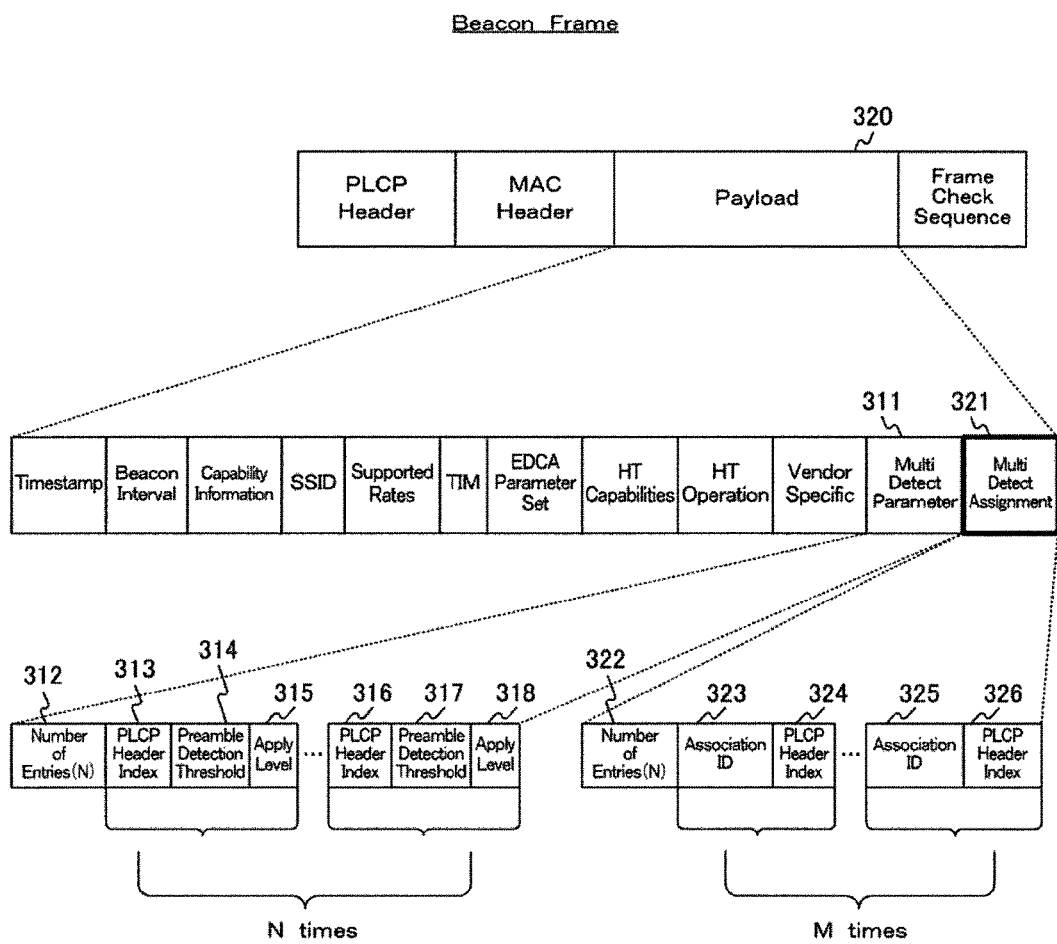 Beacon Frame
320
PLCP
Header
MAC
Header
Payload
Frame
Check
Sequence
311
321
Timestamp
Beacon
Interval
Capability
Information
SSID
Supported
Rates
TIM
EDCA
Parameter
Set
HT
Capabilities
HT
Operation
Vendor
Specific
Multi
Detect
Parameter
Multi
Detect
Assignment
312
313
314
315
316
317
318
322
323
324
325
326
Number
of
Entries(N)
PLCP
Header
Index
Preamble
Detection
Threshold
Apply
Level
...
PLCP
Header
Index
Preamble
Detection
Threshold
Apply
Level
Number
of
Entries(N)
Association
ID
PLCP
Header
Index
...
Association
ID
PLCP
Header
Index
N times
M times